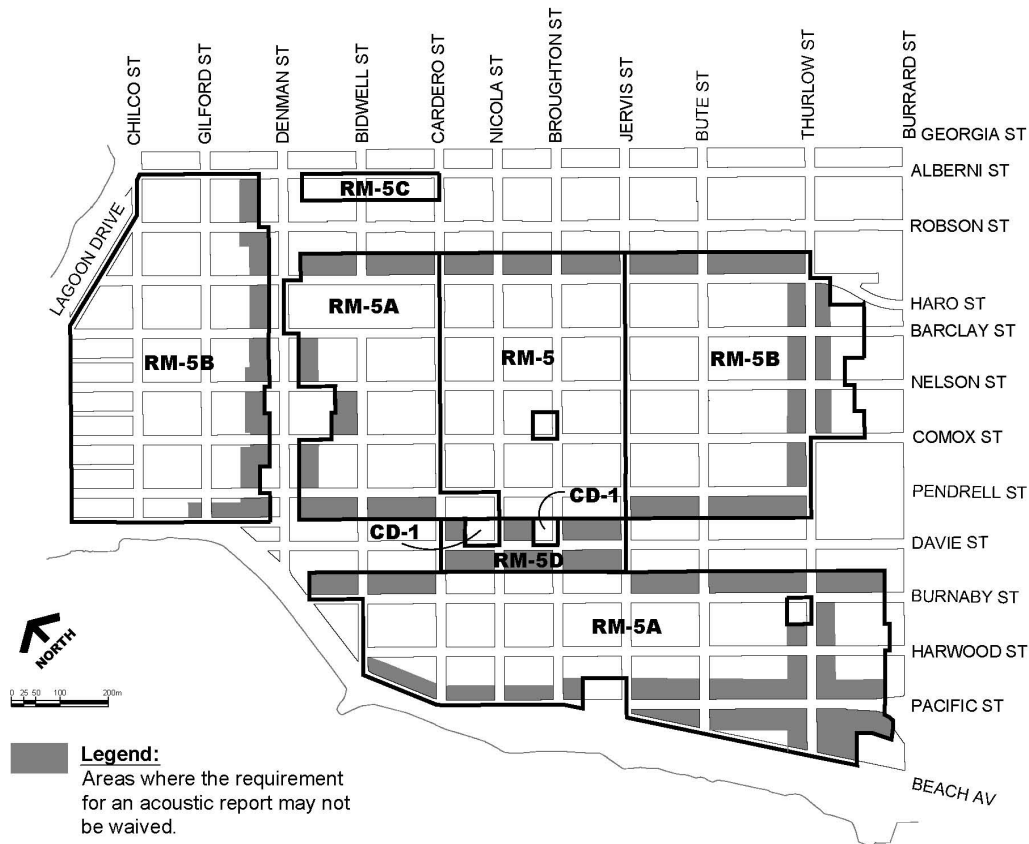 CHILCO ST
GILFORD ST
DENMAN ST
BIDWELL ST
CARDERO ST
NICOLA ST
BROUGHTON ST
JERVIS ST
BUTE ST
THURLOW ST
BURRARD ST
GEORGIA ST
ALBERNI ST
ROBSON ST
HARO ST
BARCLAY ST
NELSON ST
COMOX ST
PENDRELL ST
DAVIE ST
BURNABY ST
HARWOOD ST
PACIFIC ST
BEACH AV
LAGOON DRIVE
RM-5C
RM-5A
RM-5
RM-5B
RM-5B
CD-1
CD-1
RM-5D
RM-5A
NORTH
0 25 50 100 200m
Legend:
Areas where the requirement
for an acoustic report may not
be waived.